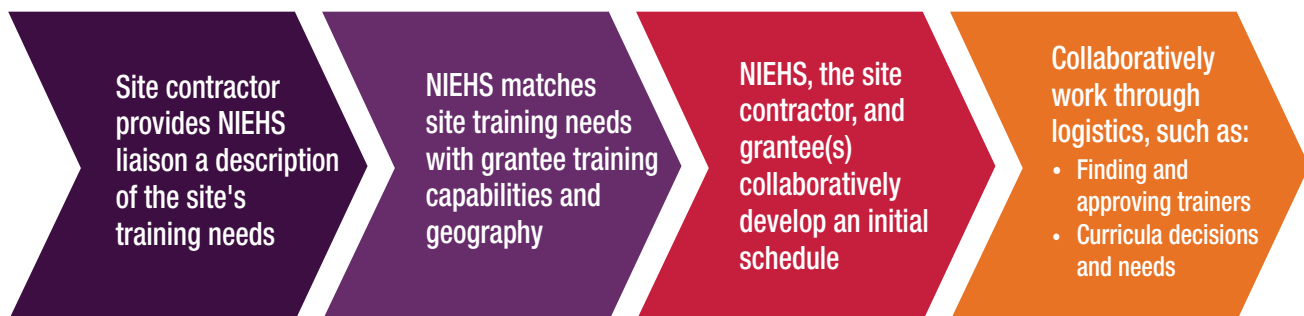 Site contractor
provides NIEHS
liaison a description
of the site's
training needs
NIEHS matches
site training needs
with grantee training
capabilities and
geography
NIEHS, the site
contractor, and
grantee(s)
collaboratively
develop an initial
schedule
Collaboratively
work through
logistics, such as:
• Finding and
approving trainers
• Curricula decisions
and needs